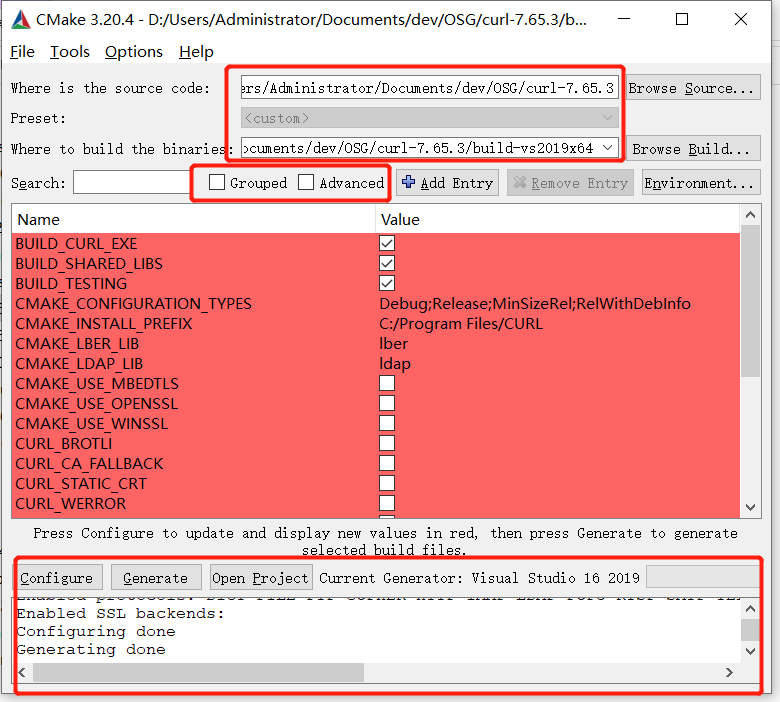 CMake 3.20.4 - D:/Users/Administrator/Documents/dev/OSG/curl-7.65.3/b...
File Tools Options Help
Where is the source code: ers/Administrator/Documents/dev/OSG/curl-7.65.3 Browse Source...
Preset: <custom>
Where to build the binaries: ocuments/dev/OSG/curl-7.65.3/build-vs2019x64 Browse Build...
Search: Grouped Advanced Add Entry Remove Entry Environment...
Name Value
BUILD_CURL_EXE
BUILD_SHARED_LIBS
BUILD_TESTING
CMAKE_CONFIGURATION_TYPES Debug;Release;MinSizeRel;RelWithDebInfo
CMAKE_INSTALL_PREFIX C:/Program Files/CURL
CMAKE_LBER_LIB lber
CMAKE_LDAP_LIB ldap
CMAKE_USE_MBEDTLS
CMAKE_USE_OPENSSL
CMAKE_USE_WINSSL
CURL_BROTLI
CURL_CA_FALLBACK
CURL_STATIC_CRT
CURL_WERROR
Press Configure to update and display new values in red, then press Generate to generate
selected build files.
Configure Generate Open Project Current Generator: Visual Studio 16 2019
Enabled SSL backends:
Configuring done
Generating done